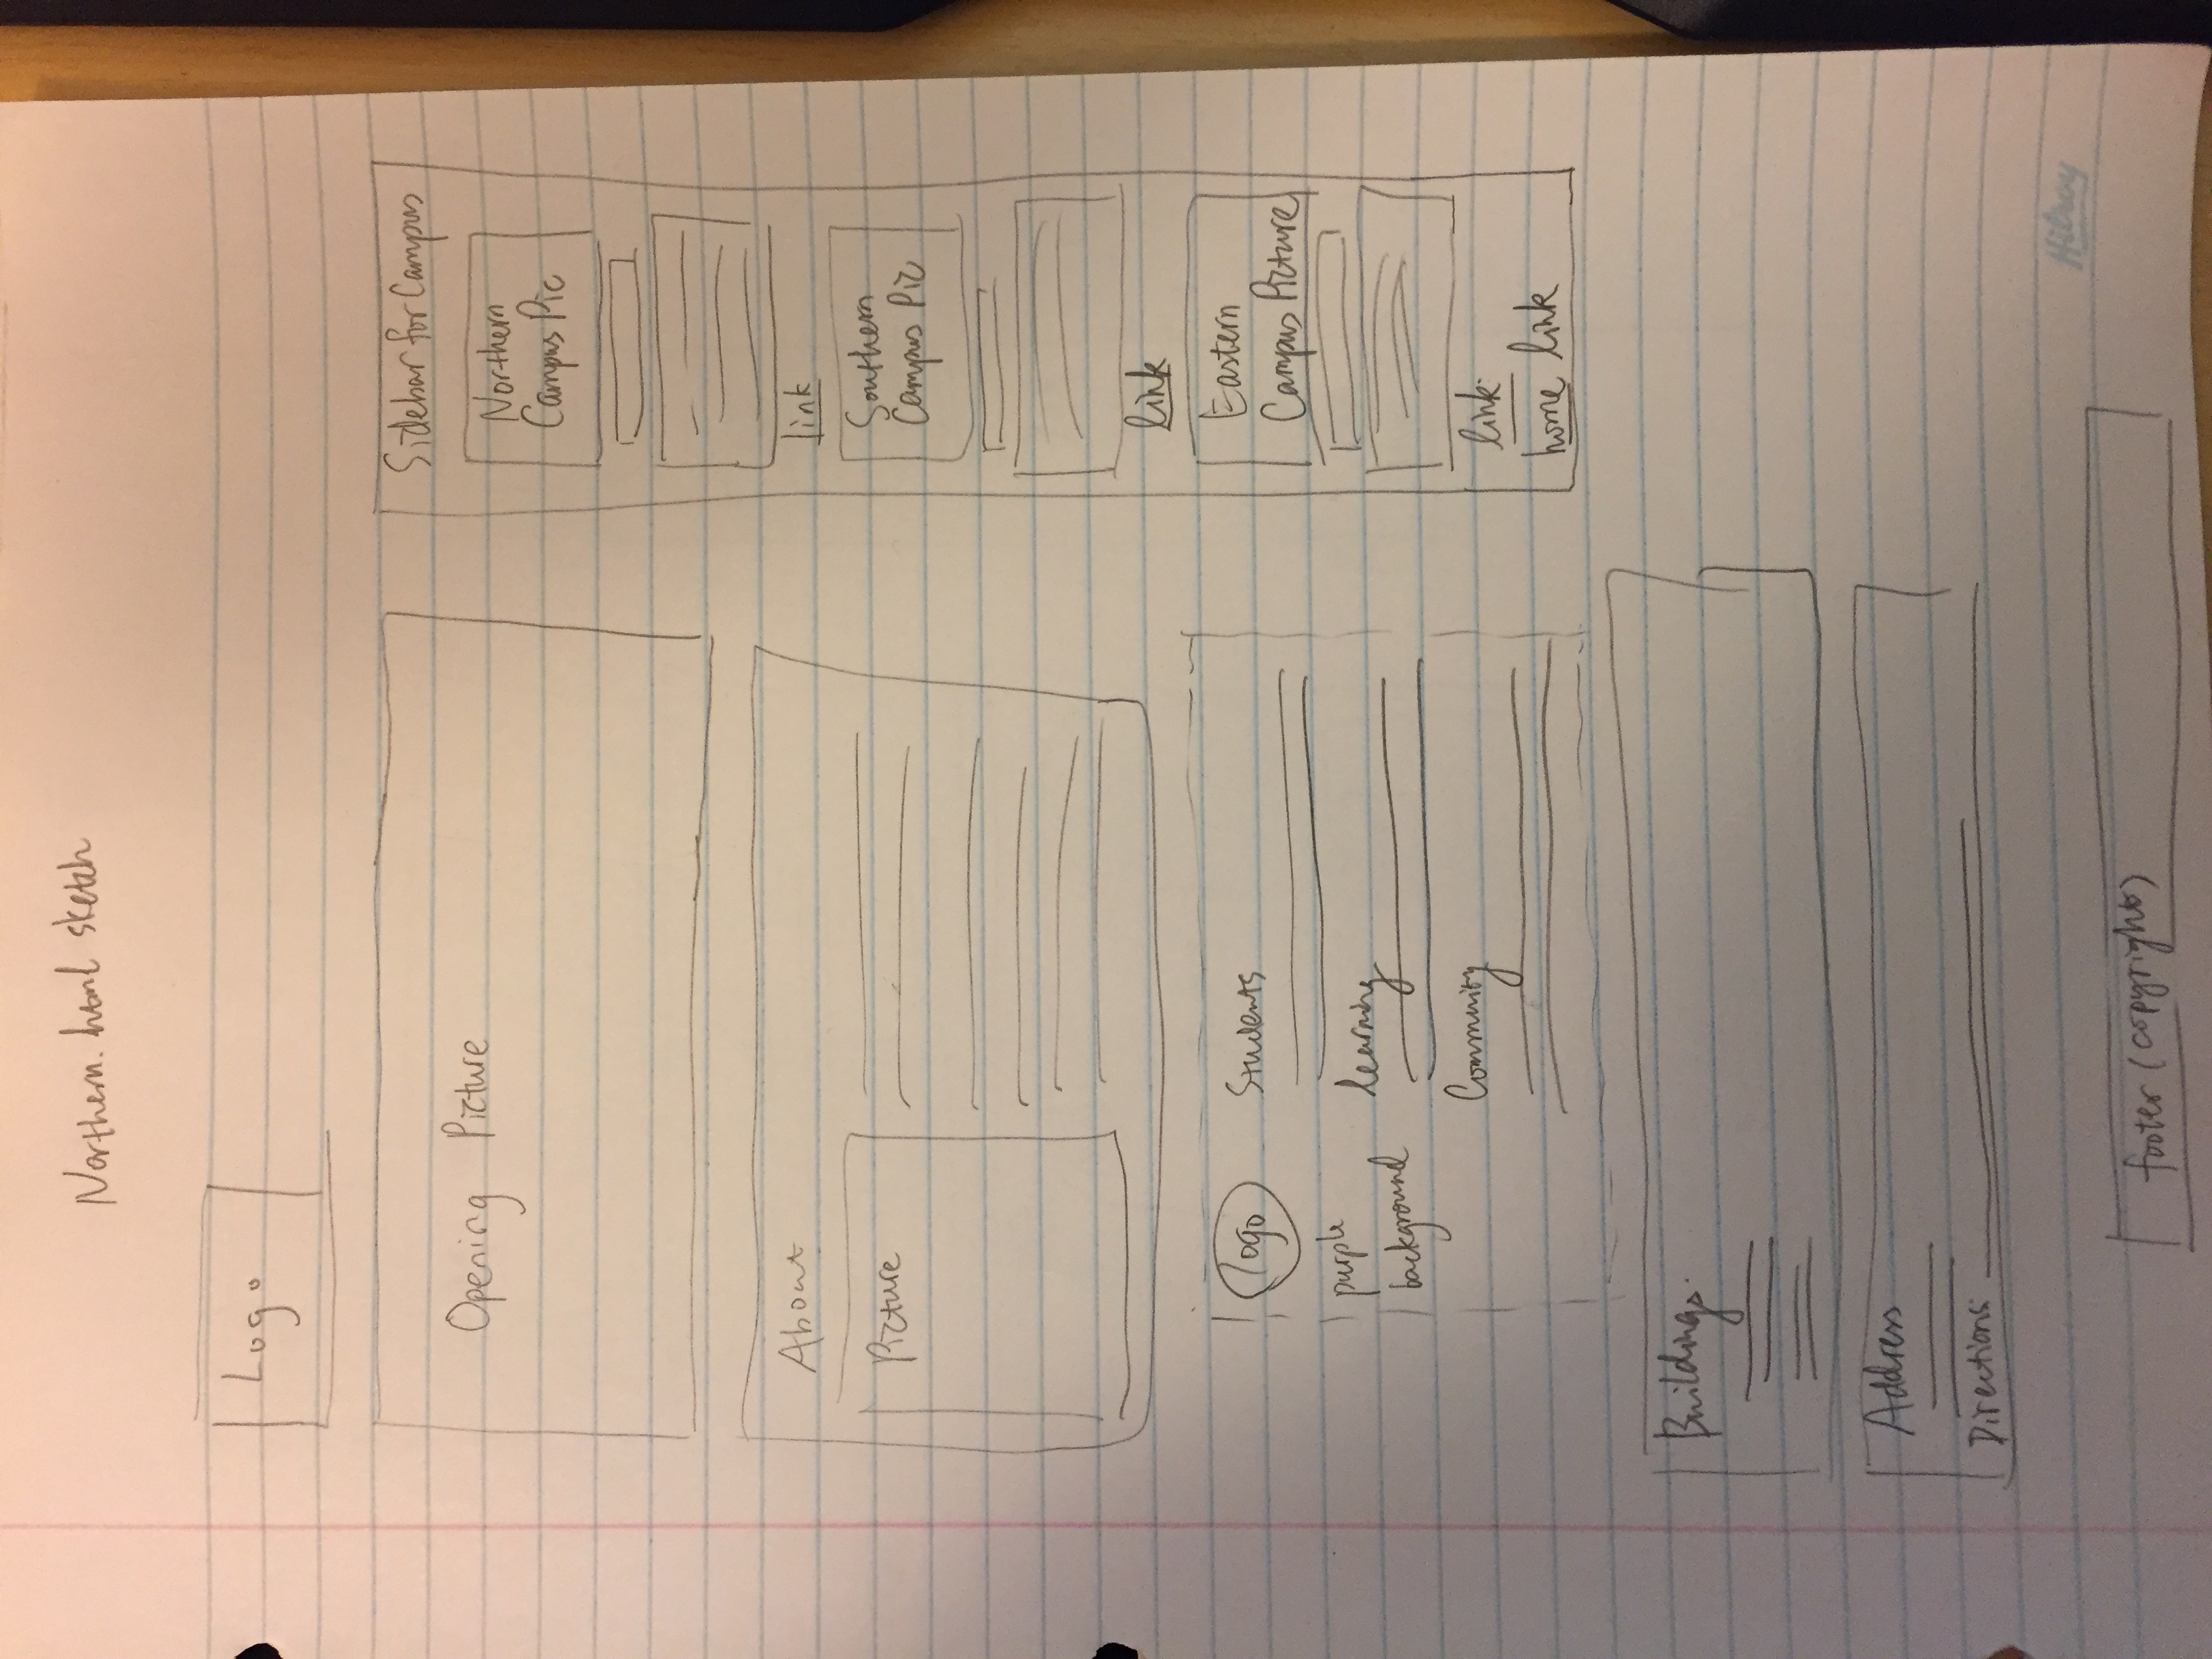 Northern.html sketch
Logo
Opening Picture
About
Picture
logo
purple
background
Students
learning
Community
Buildings.
Address
Directions
Sidebar for Campus
Northern
Campus Pic
link
Southern
Campus Pic
link
Eastern
Campus Picture
link
home link
footer (copyrights)
Hilroy